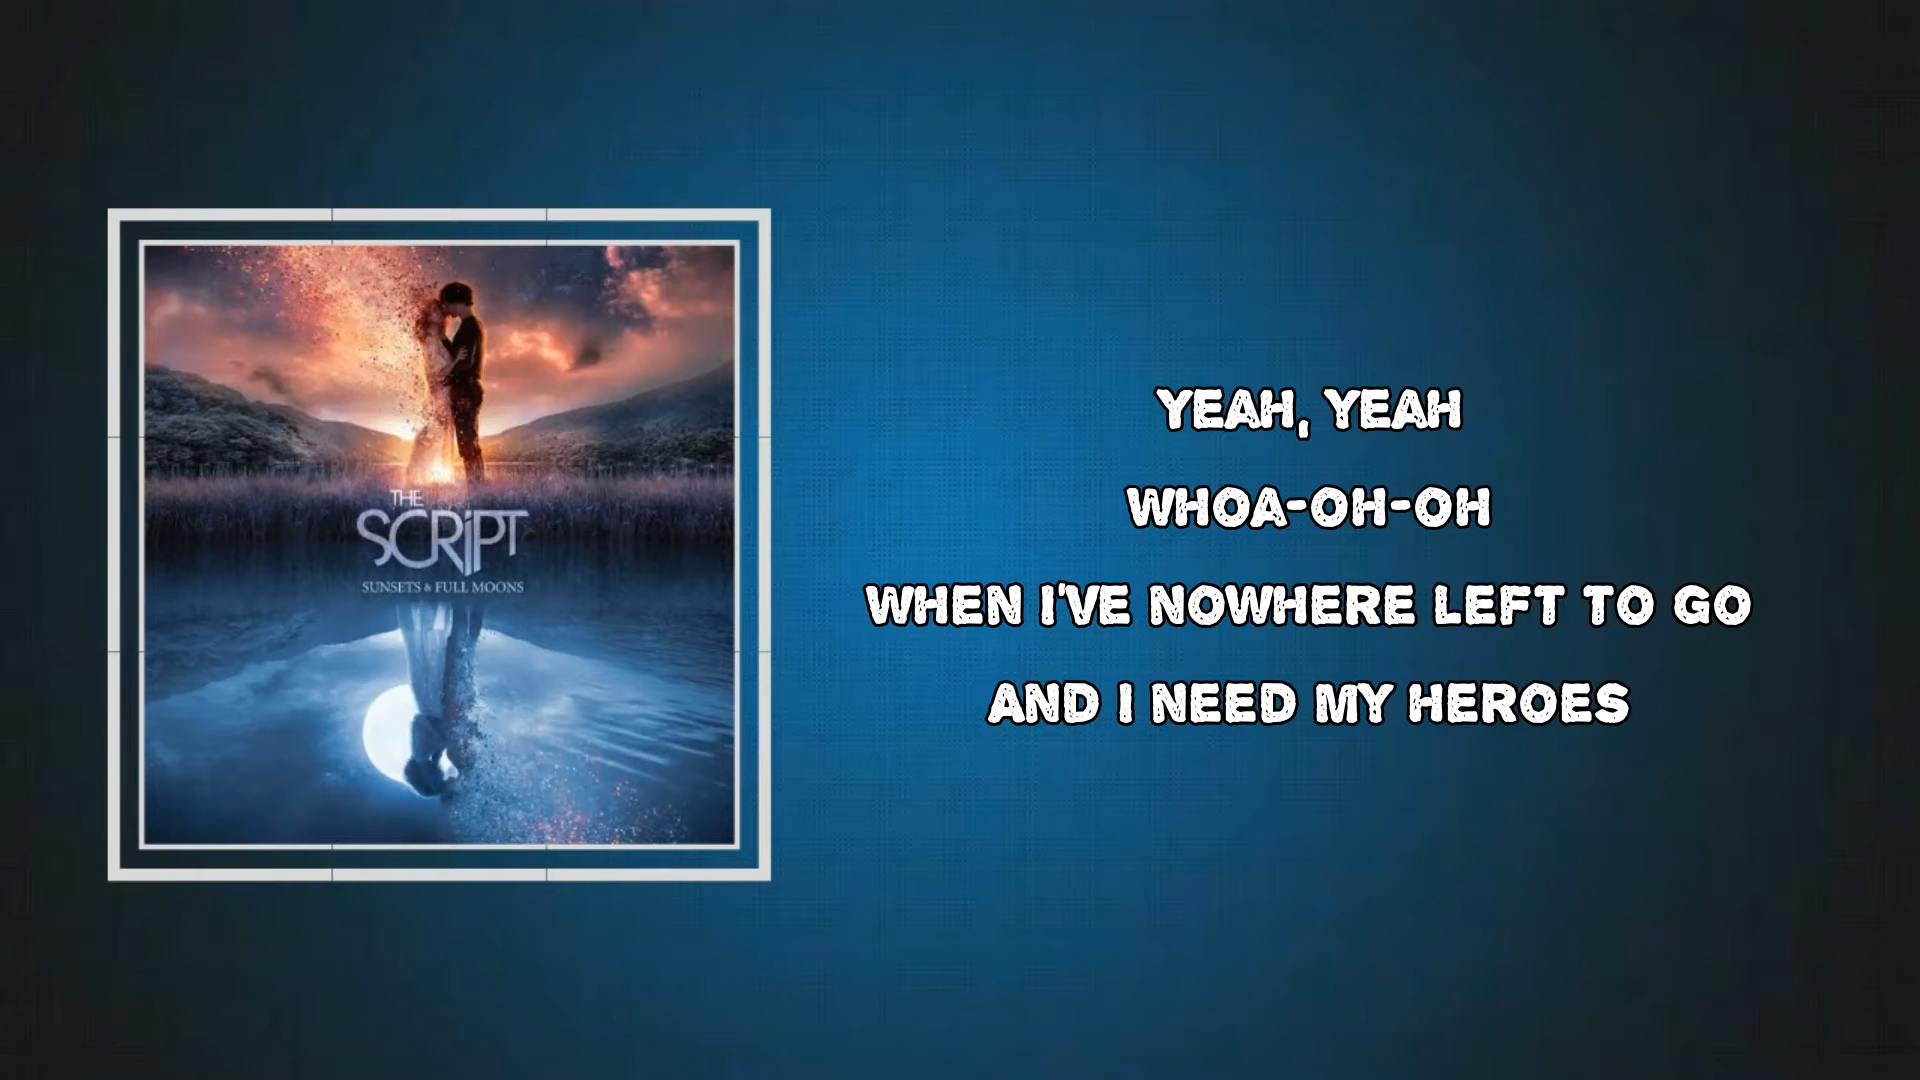 THE
SCRIPT
SUNSETS & FULL MOONS
YEAH, YEAH
WHOA-OH-OH
WHEN I'VE NOWHERE LEFT TO GO
AND I NEED MY HEROES